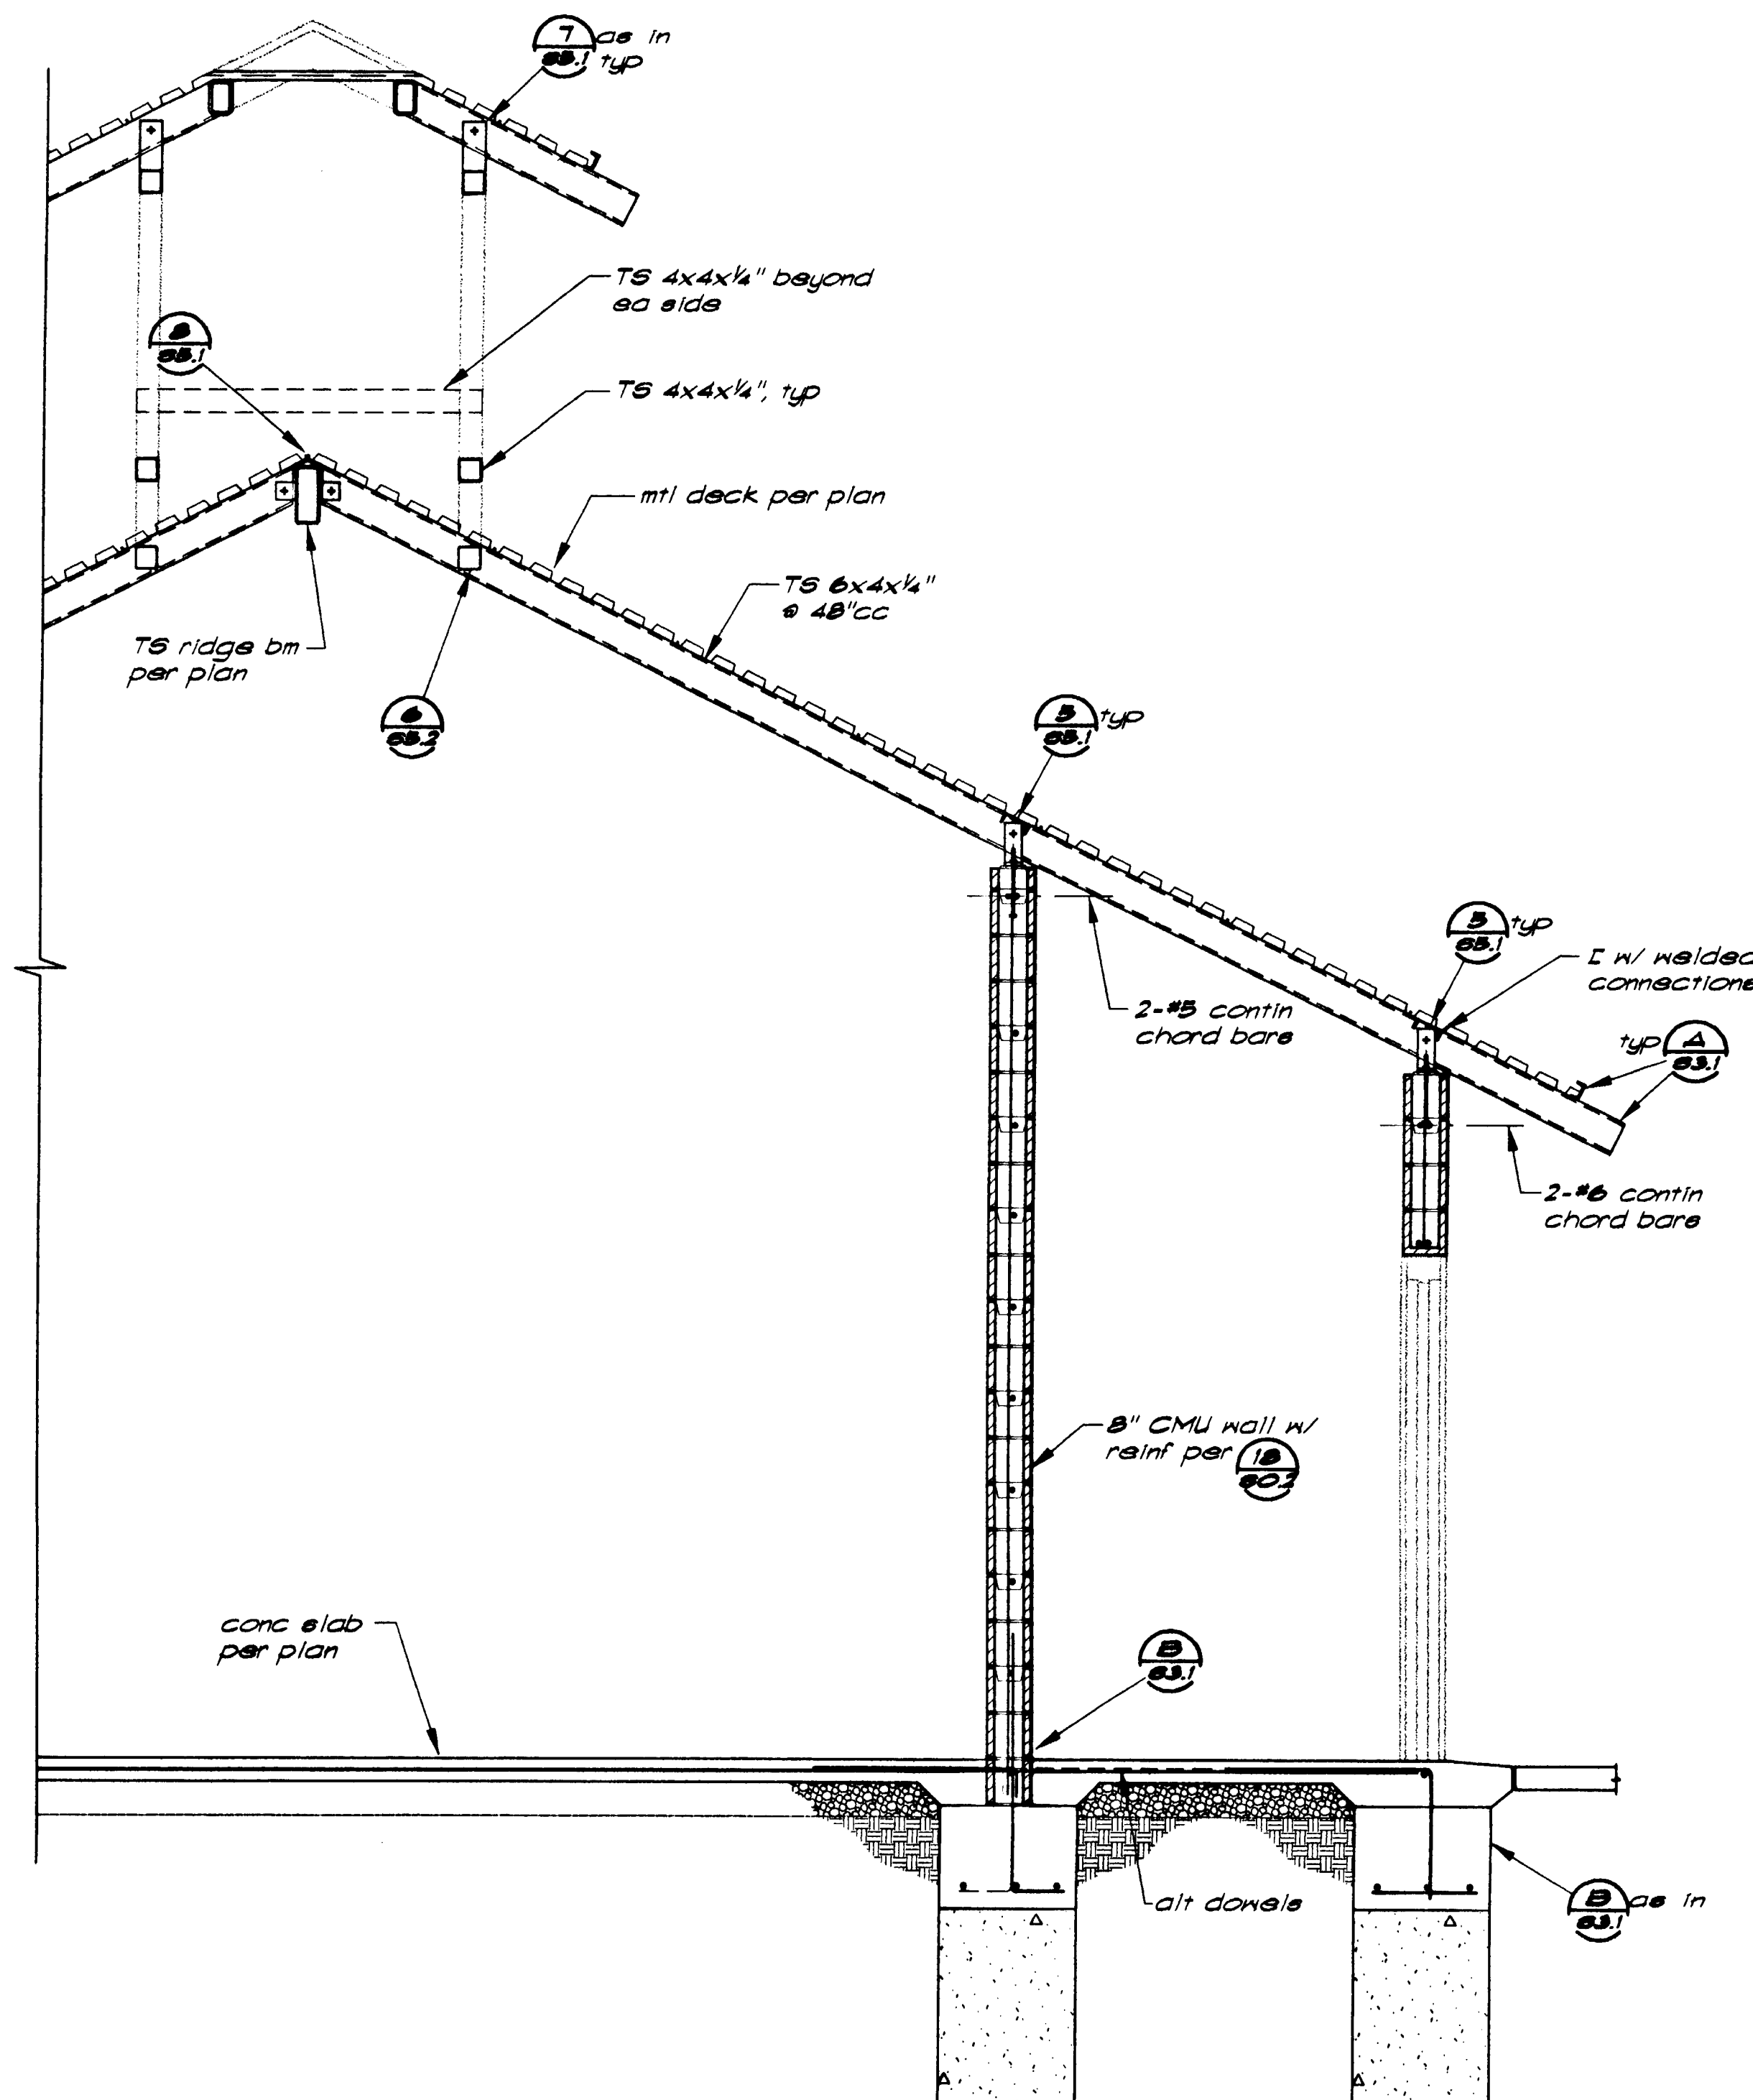 7 as in
S5.1 typ
TS 4x4x¼" beyond
ea side
8
S5.1
TS 4x4x¼", typ
mtl deck per plan
TS 6x4x¼"
@ 48"cc
TS ridge bm
per plan
6
S5.2
5 typ
S5.1
5 typ
S5.1
[ w/ welded
connections
2-#5 contin
chord bars
typ A
S3.1
2-#6 contin
chord bars
8" CMU wall w/
reinf per 18
S0.2
conc slab
per plan
B
S3.1
alt dowels
B as in
S3.1